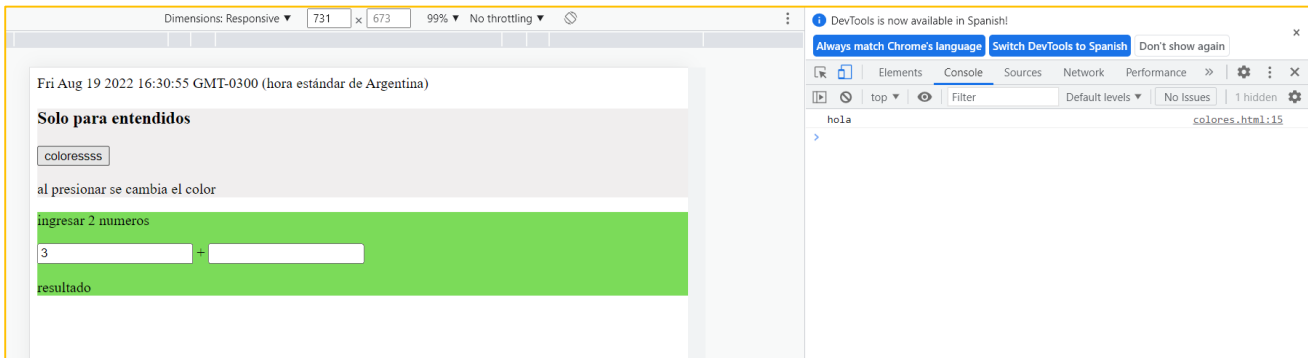 Dimensions: Responsive ▼ 731 × 673 99% ▼ No throttling ▼
Fri Aug 19 2022 16:30:55 GMT-0300 (hora estándar de Argentina)
Solo para entendidos
coloressss
al presionar se cambia el color
ingresar 2 numeros
3 +
resultado
DevTools is now available in Spanish!
Always match Chrome's language Switch DevTools to Spanish Don't show again
Elements Console Sources Network Performance »
top ▼ Filter Default levels ▼ No Issues 1 hidden
hola colores.html:15
>